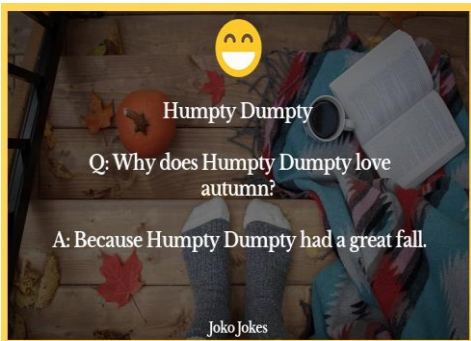 Humpty Dumpty
Q: Why does Humpty Dumpty love
autumn?
A: Because Humpty Dumpty had a great fall.
Joko Jokes